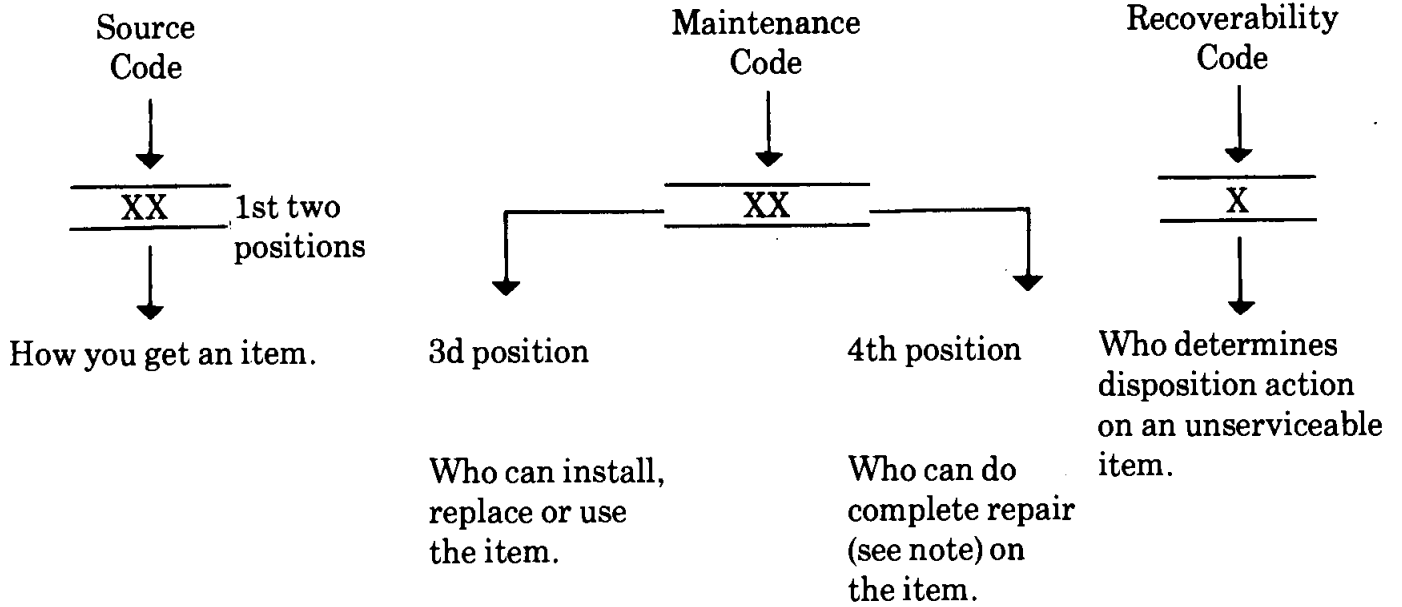 Source
Code
Maintenance
Code
Recoverability
Code
XX
1st two
positions
XX
X
How you get an item.
3d position
4th position
Who determines
disposition action
on an unserviceable
item.
Who can install,
replace or use
the item.
Who can do
complete repair
(see note) on
the item.